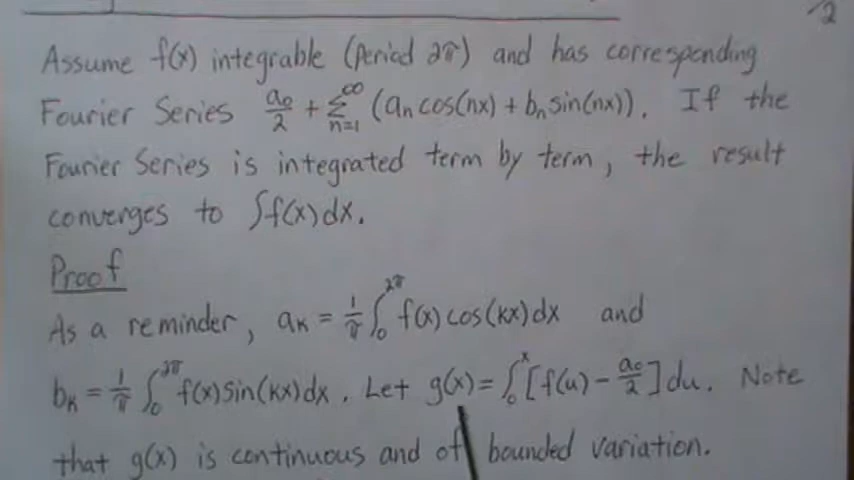 /2
Assume f(x) integrable (period 2π) and has corresponding
Fourier Series a₀/2 + ∑_{n=1}^{∞} (aₙcos(nx) + bₙsin(nx)). If the
Fourier Series is integrated term by term, the result
converges to ∫f(x)dx.
Proof
As a reminder, aₖ = 1/π ∫₀^{2π} f(x)cos(kx)dx and
bₖ = 1/π ∫₀^{2π} f(x)sin(kx)dx. Let g(x) = ∫₀^x [f(u) − a₀/2]du. Note
that g(x) is continuous and of bounded variation.